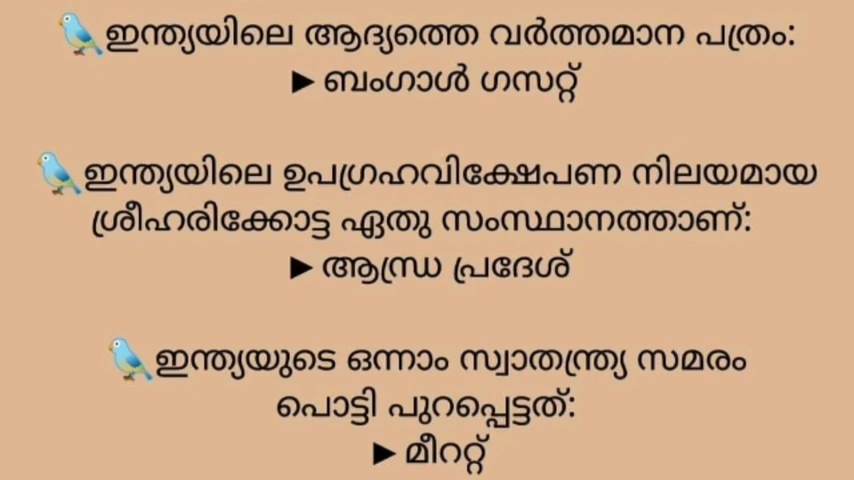 ഇന്ത്യയിലെ ആദ്യത്തെ വർത്തമാന പത്രം:
►ബംഗാൾ ഗസറ്റ്
ഇന്ത്യയിലെ ഉപഗ്രഹവിക്ഷേപണ നിലയമായ
ശ്രീഹരിക്കോട്ട ഏതു സംസ്ഥാനത്താണ്:
►ആന്ധ്ര പ്രദേശ്
ഇന്ത്യയുടെ ഒന്നാം സ്വാതന്ത്ര്യ സമരം
പൊട്ടി പുറപ്പെട്ടത്:
►മീററ്റ്